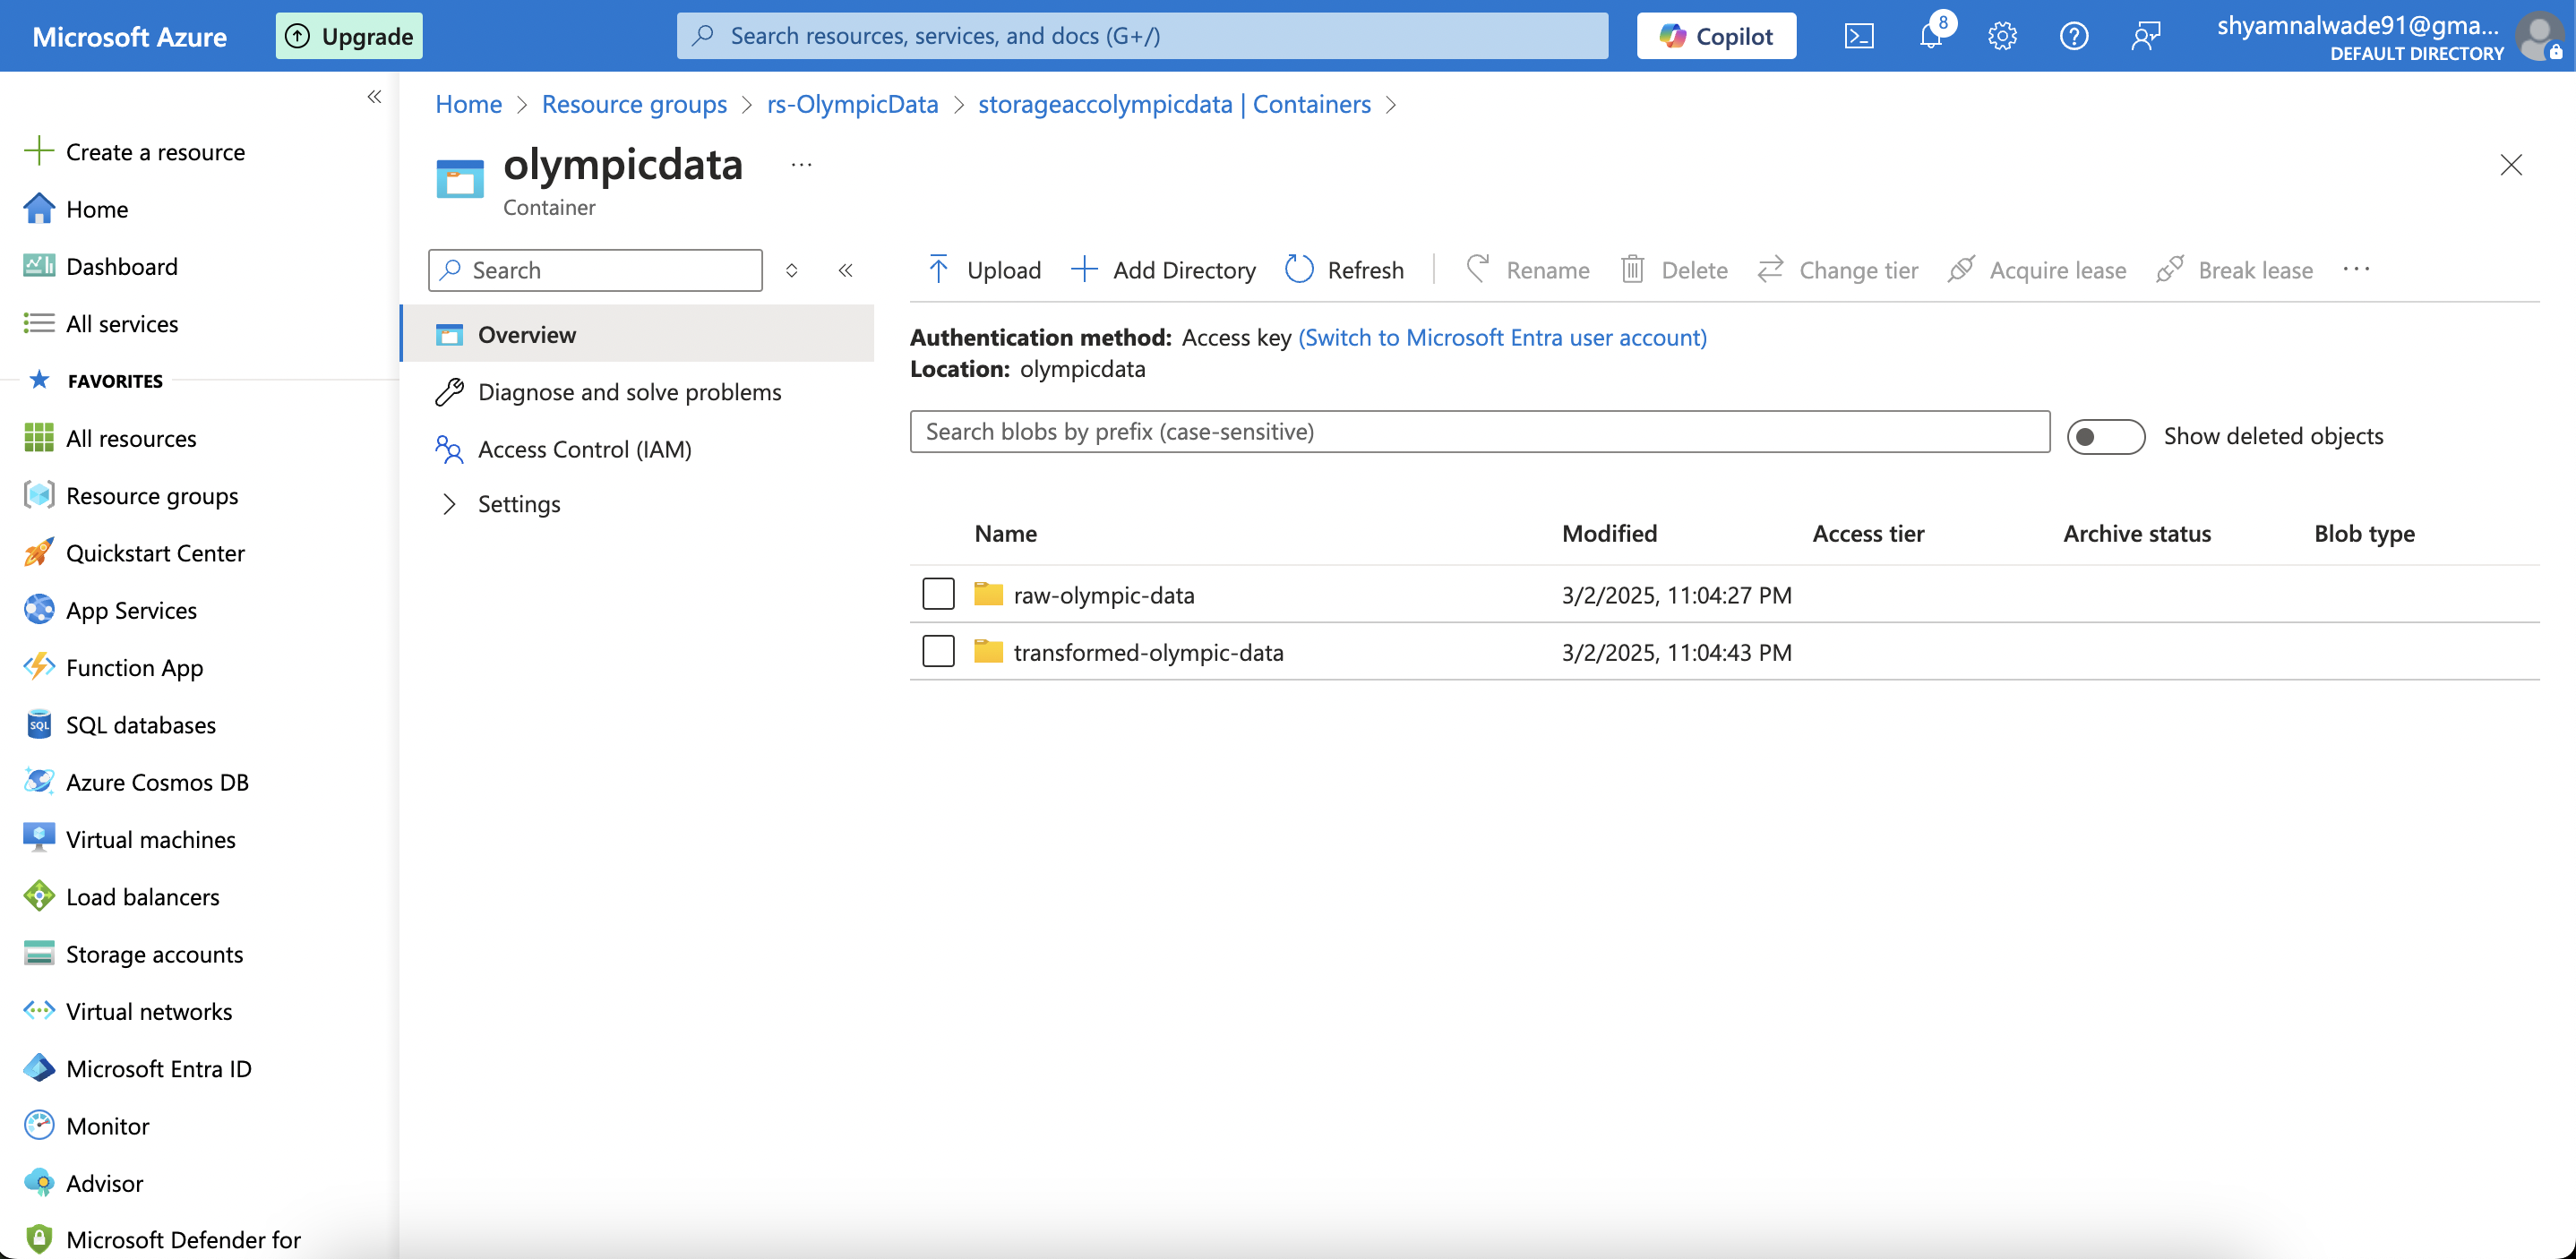 Microsoft Azure
Upgrade
Search resources, services, and docs (G+/)
Copilot
8
shyamnalwade91@gma...
DEFAULT DIRECTORY
Create a resource
Home
Dashboard
All services
FAVORITES
All resources
Resource groups
Quickstart Center
App Services
Function App
SQL
SQL databases
Azure Cosmos DB
Virtual machines
Load balancers
Storage accounts
Virtual networks
Microsoft Entra ID
Monitor
Advisor
Microsoft Defender for
Home > Resource groups > rs-OlympicData > storageaccolympicdata | Containers >
olympicdata ...
Container
Search
Overview
Diagnose and solve problems
Access Control (IAM)
Settings
Upload Add Directory Refresh Rename Delete Change tier Acquire lease Break lease ...
Authentication method: Access key (Switch to Microsoft Entra user account)
Location: olympicdata
Search blobs by prefix (case-sensitive)
Show deleted objects
Name Modified Access tier Archive status Blob type
raw-olympic-data 3/2/2025, 11:04:27 PM
transformed-olympic-data 3/2/2025, 11:04:43 PM